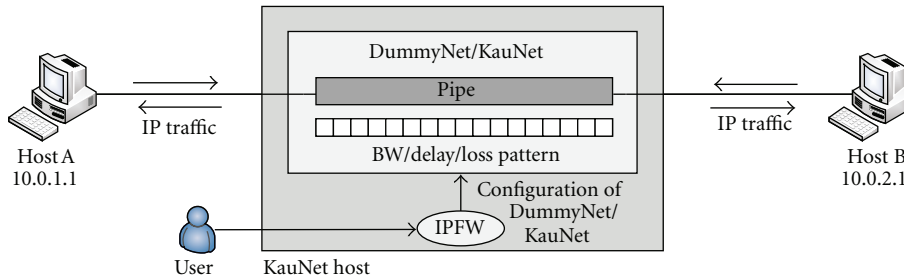 DummyNet/KauNet
Pipe
IP traffic
IP traffic
BW/delay/loss pattern
Host A
10.0.1.1
Host B
10.0.2.1
Configuration of
DummyNet/
KauNet
IPFW
User
KauNet host